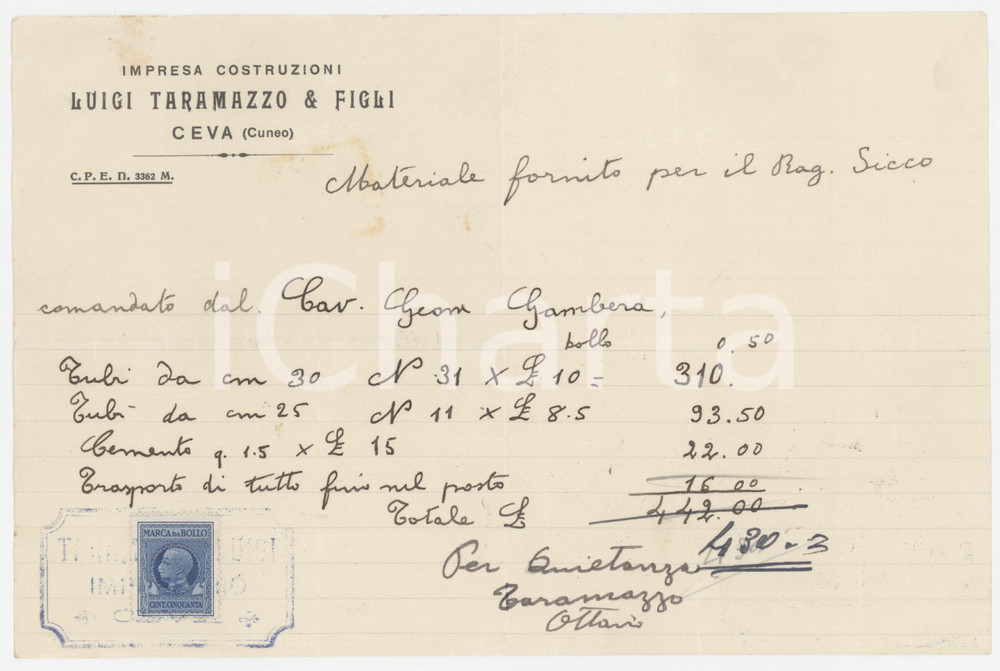 IMPRESA COSTRUZIONI
LUIGI TARAMAZZO & FIGLI
CEVA (Cuneo)
C. P. E. N. 3362 M.
Materiale fornito per il Rag. Sicco
comandato dal. Cav. Geom Gambera,
bollo 0.50
Tubi da cm 30 N 31 x £ 10 = 310.
Tubi da cm 25 N 11 x £ 8.5 93.50
Cemento q. 1.5 x £ 15 22.00
Trasporto di tutto fino nel posto 16 00
Totale £ 442.00
430.-
Per Quietanza
Taramazzo
Ottavio
MARCA DA BOLLO
CENT. CINQUANTA
CEVA
iCharta